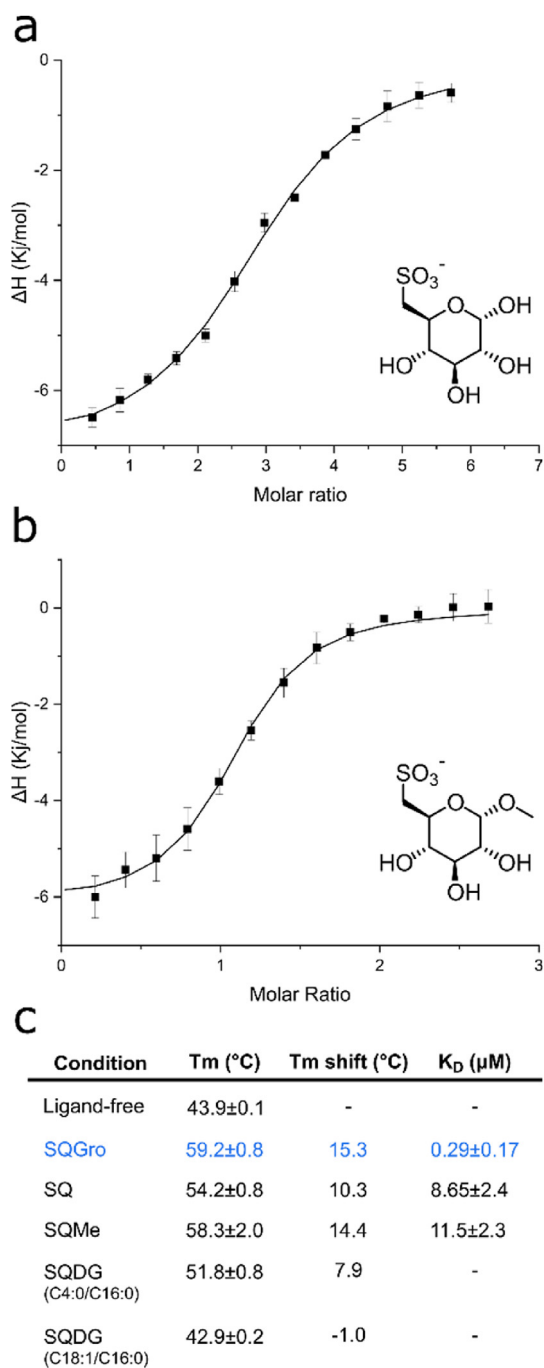 a
0
-2
-4
-6
ΔH (Kj/mol)
0 1 2 3 4 5 6 7
Molar ratio
SO3-
O OH
HO OH
OH
b
0
-2
-4
-6
ΔH (Kj/mol)
0 1 2 3
Molar Ratio
SO3-
O O
HO OH
OH
c
Condition Tm (°C) Tm shift (°C) KD (μM)
Ligand-free 43.9±0.1 - -
SQGro 59.2±0.8 15.3 0.29±0.17
SQ 54.2±0.8 10.3 8.65±2.4
SQMe 58.3±2.0 14.4 11.5±2.3
SQDG 51.8±0.8 7.9 -
(C4:0/C16:0)
SQDG 42.9±0.2 -1.0 -
(C18:1/C16:0)